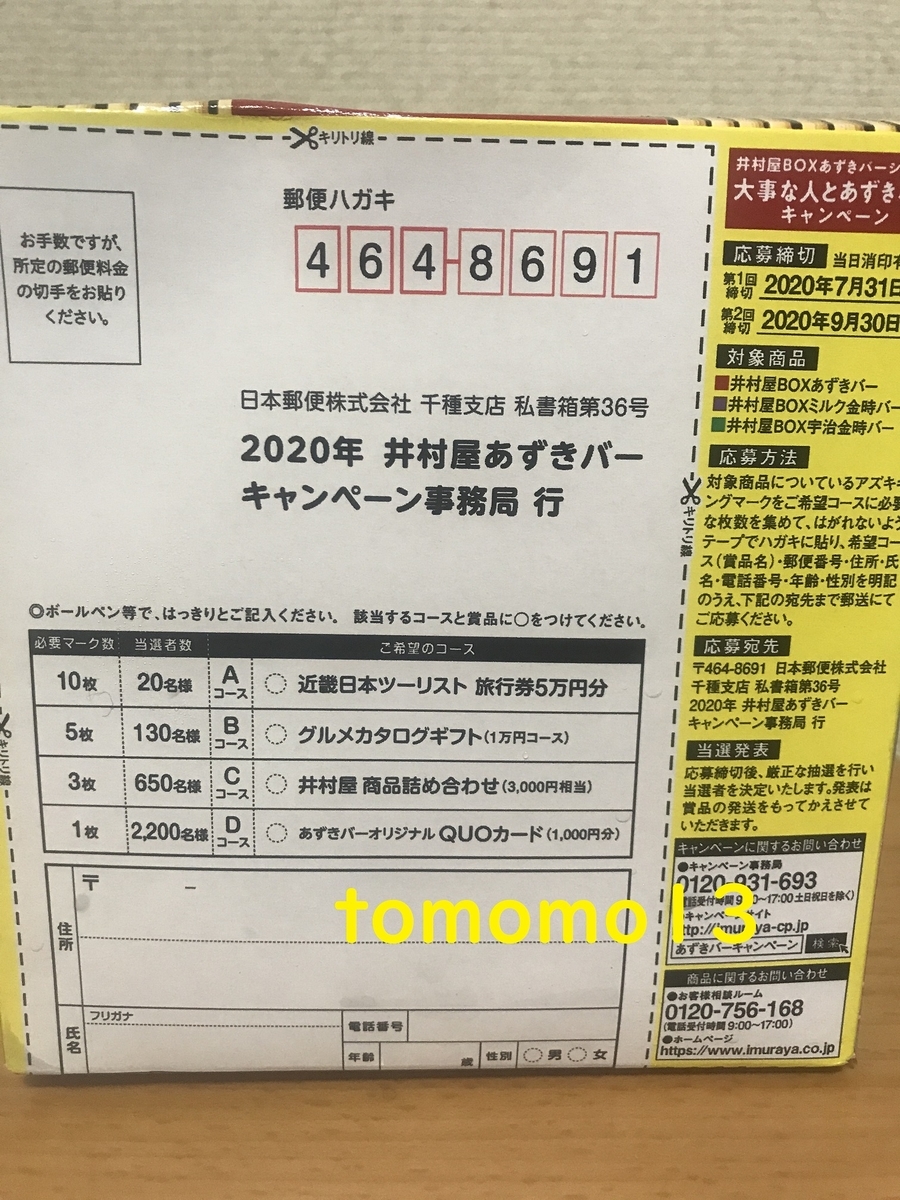 キリトリ線
お手数ですが、
所定の郵便料金
の切手をお貼り
ください。
郵便ハガキ
464-8691
日本郵便株式会社 千種支店 私書箱第36号
2020年 井村屋あずきバー
キャンペーン事務局 行
◎ボールペン等で、はっきりとご記入ください。 該当するコースと賞品に○をつけてください。
必要マーク数 当選者数 ご希望のコース
10枚 20名様 Aコース 近畿日本ツーリスト 旅行券5万円分
5枚 130名様 Bコース グルメカタログギフト(1万円コース)
3枚 650名様 Cコース 井村屋 商品詰め合わせ(3,000円相当)
1枚 2,200名様 Dコース あずきバーオリジナル QUOカード(1,000円分)
住所 〒 –
氏名 フリガナ 電話番号
年齢 歳 性別 男 女
キリトリ線
キリトリ線
井村屋BOXあずきバーシ
大事な人とあずき
キャンペーン
応募締切 当日消印有
第1回締切 2020年7月31日
第2回締切 2020年9月30日
対象商品
■井村屋BOXあずきバー
■井村屋BOXミルク金時バー
■井村屋BOX宇治金時バー
応募方法
対象商品についているアズキキ
ングマークをご希望コースに必要
な枚数を集めて、はがれないよう
テープでハガキに貼り、希望コー
ス(賞品名)・郵便番号・住所・氏
名・電話番号・年齢・性別を明記
のうえ、下記の宛先まで郵送にて
ご応募ください。
応募宛先
〒464-8691 日本郵便株式会社
千種支店 私書箱第36号
2020年 井村屋あずきバー
キャンペーン事務局 行
当選発表
応募締切後、厳正な抽選を行い
当選者を決定いたします。発表は
賞品の発送をもってかえさせて
いただきます。
キャンペーンに関するお問い合わせ
●キャンペーン事務局
0120-931-693
〜17:00 土日祝日を除く)
あずきバーキャンペーン 検索
商品に関するお問い合わせ
●お客様相談ルーム
0120-756-168
(電話受付時間 9:00〜17:00)
●ホームページ
https://www.imuraya.co.jp
tomomo13